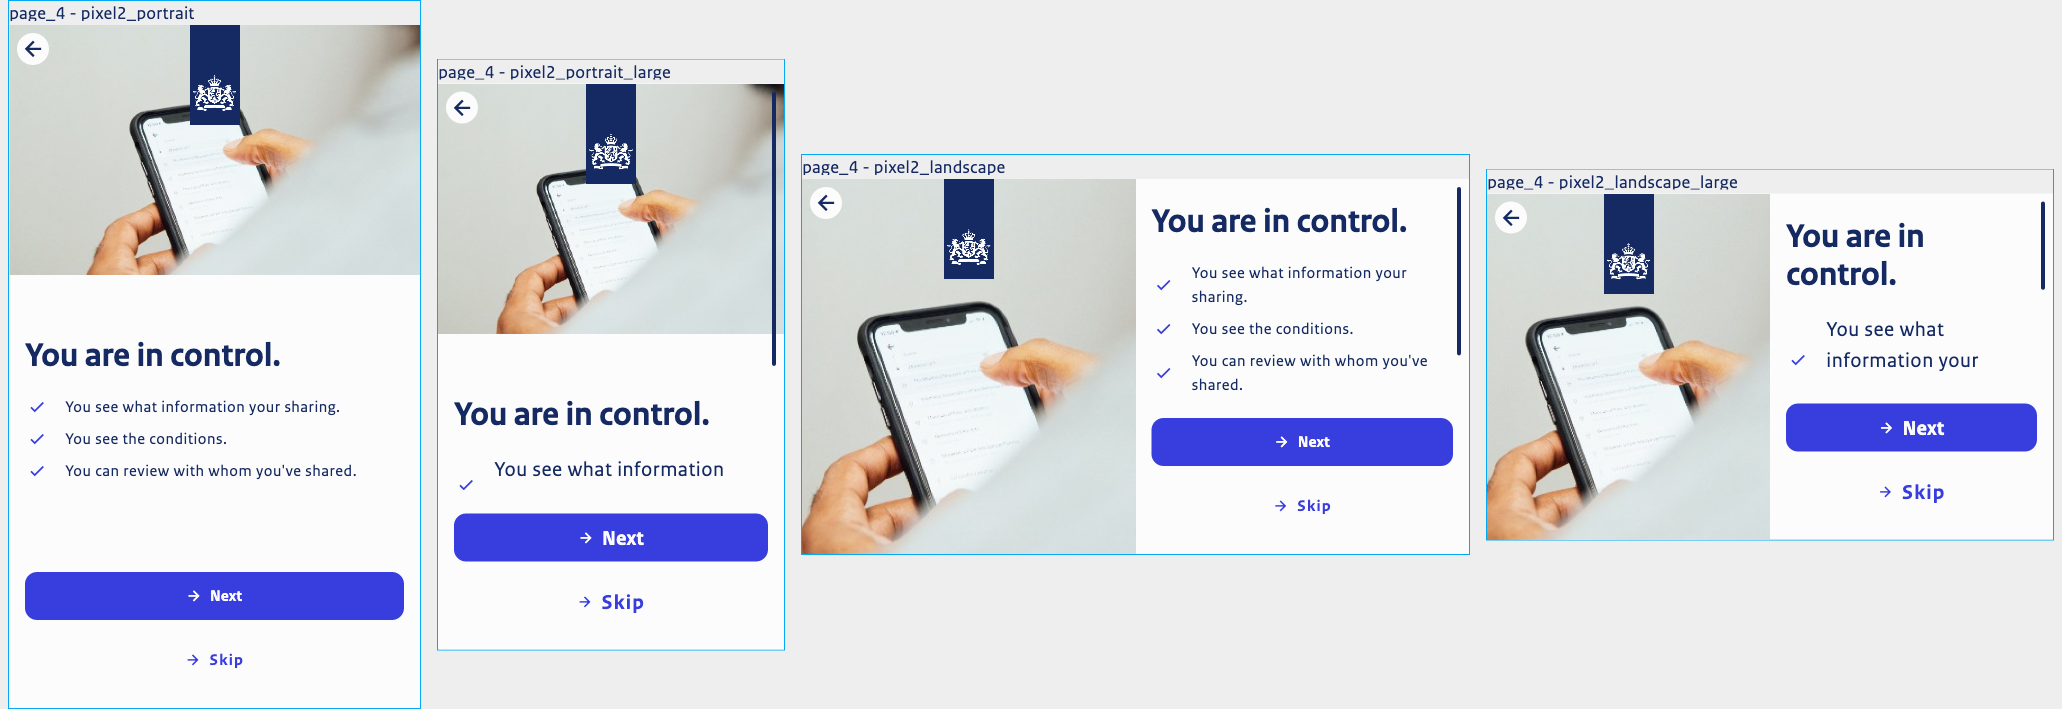 page_4 - pixel2_portrait
You are in control.
You see what information your sharing.
You see the conditions.
You can review with whom you've shared.
Next
Skip
page_4 - pixel2_portrait_large
You are in control.
You see what information
Next
Skip
page_4 - pixel2_landscape
You are in control.
You see what information your
sharing.
You see the conditions.
You can review with whom you've
shared.
Next
Skip
page_4 - pixel2_landscape_large
You are in
control.
You see what
information your
Next
Skip